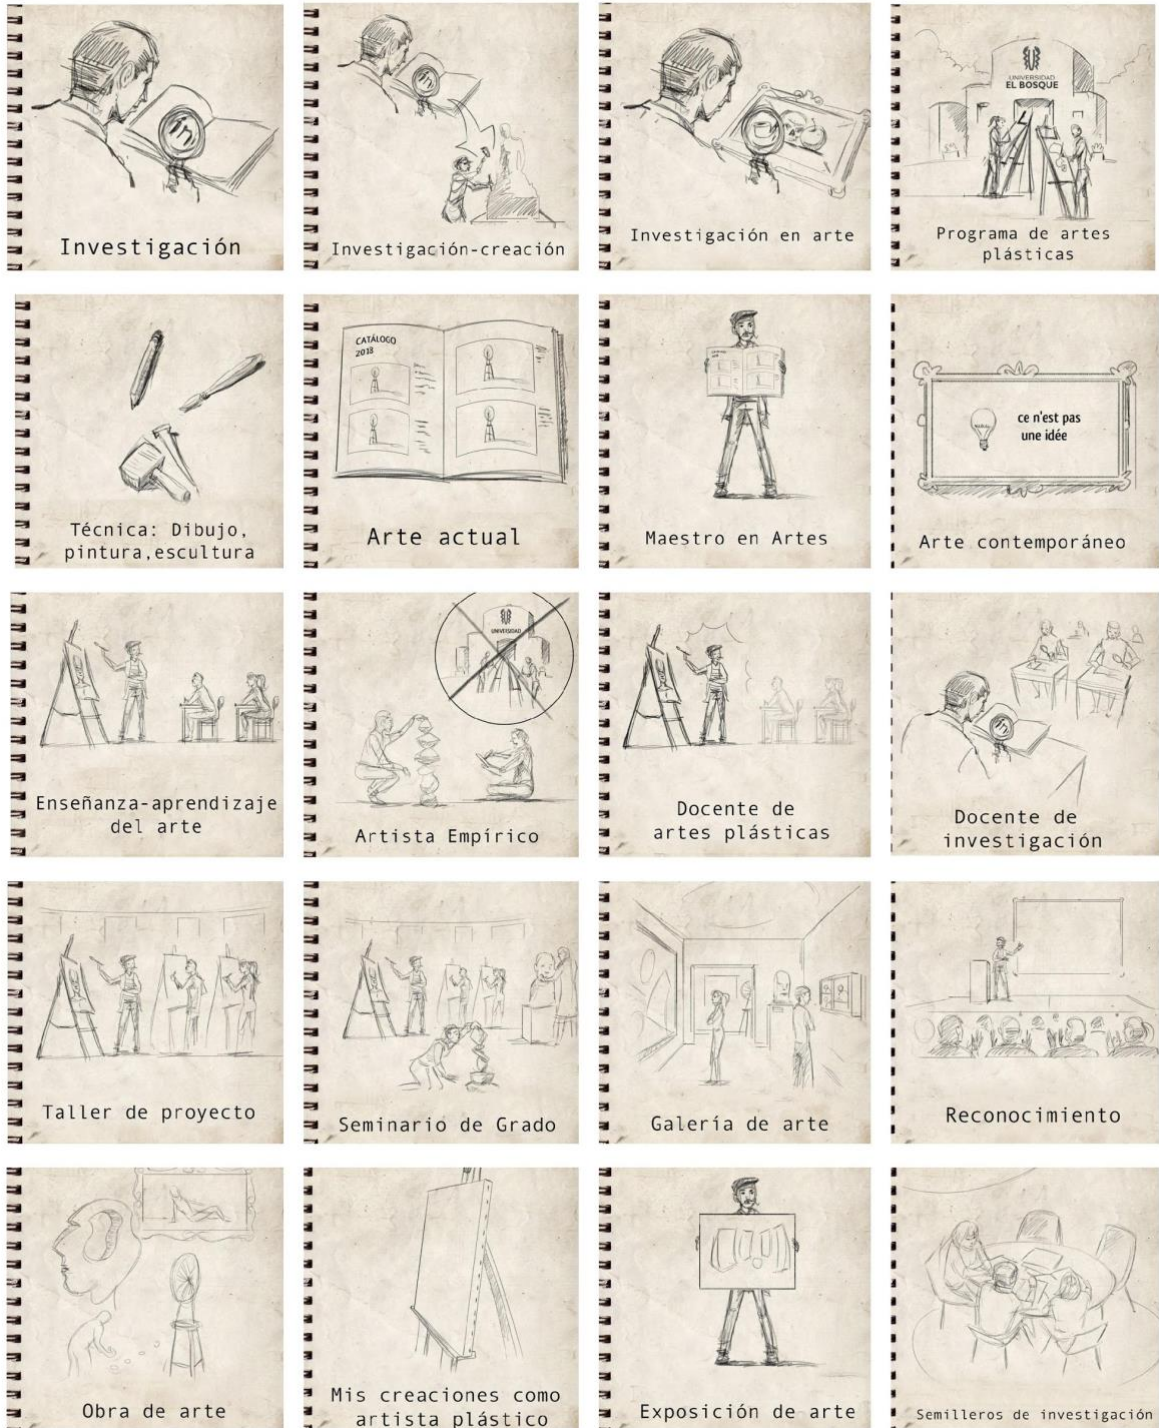 UNIVERSIDAD
EL BOSQUE
Investigación
Investigación-creación
Investigación en arte
Programa de artes
plásticas
CATÁLOGO
2018
ce n'est pas
une idée
Técnica: Dibujo,
pintura,escultura
Arte actual
Maestro en Artes
Arte contemporáneo
UNIVERSIDAD
Enseñanza-aprendizaje
del arte
Artista Empírico
Docente de
artes plásticas
Docente de
investigación
Taller de proyecto
Seminario de Grado
Galería de arte
Reconocimiento
Obra de arte
Mis creaciones como
artista plástico
Exposición de arte
Semilleros de investigación